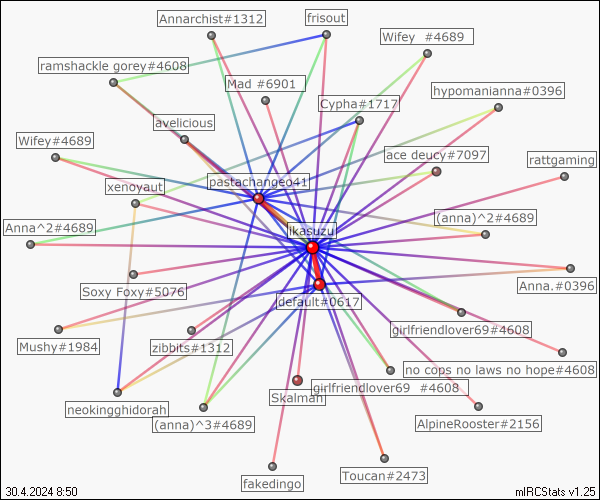 Annarchist#1312
frisout
Wifey  #4689
ramshackle gorey#4608
Mad #6901
hypomanianna#0396
Cypha#1717
avelicious
Wifey#4689
ace deucy#7097
rattgaming
pastachangeo41
xenoyaut
(anna)^2#4689
Anna^2#4689
likasuzu
Soxy Foxy#5076
Anna.#0396
default#0617
girlfriendlover69#4608
Mushy#1984
zibbits#1312
no cops no laws no hope#4608
girlfriendlover69  #4608
Skalman
neokingghidorah
(anna)^3#4689
AlpineRooster#2156
Toucan#2473
fakedingo
30.4.2024 8:50
mIRCStats v1.25